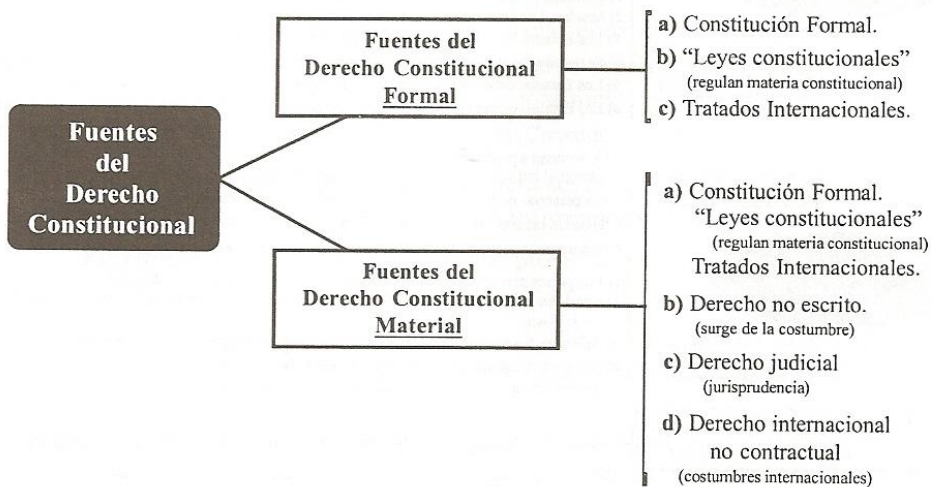 Fuentes
del
Derecho
Constitucional
Fuentes del
Derecho Constitucional
Formal
a) Constitución Formal.
b) “Leyes constitucionales”
(regulan materia constitucional)
c) Tratados Internacionales.
Fuentes del
Derecho Constitucional
Material
a) Constitución Formal.
“Leyes constitucionales”
(regulan materia constitucional)
Tratados Internacionales.
b) Derecho no escrito.
(surge de la costumbre)
c) Derecho judicial
(jurisprudencia)
d) Derecho internacional
no contractual
(costumbres internacionales)